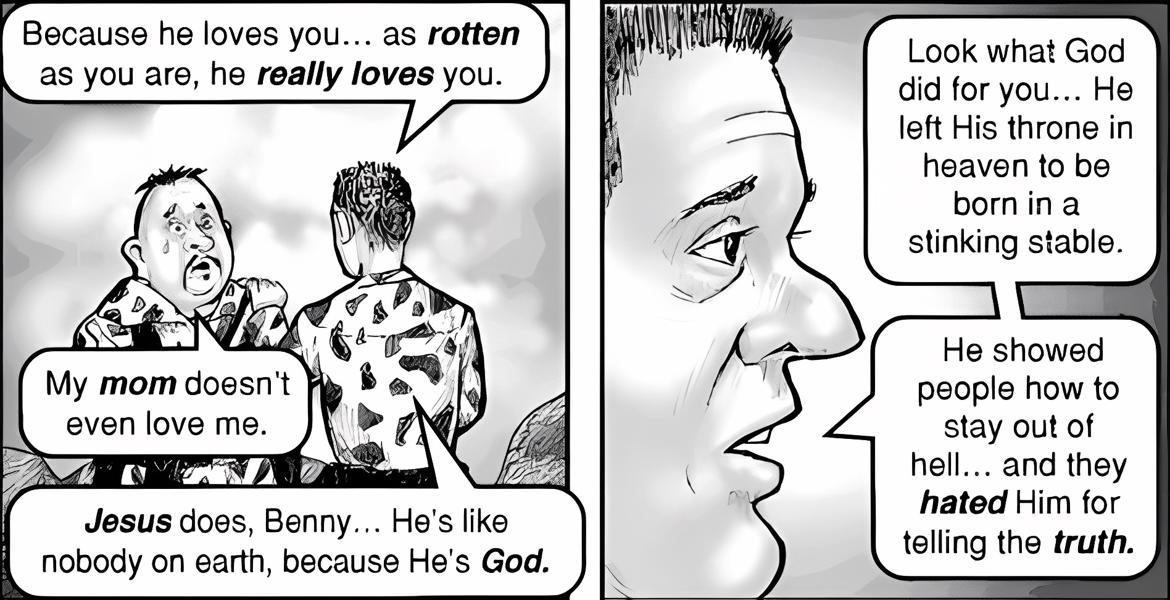 Because he loves you... as rotten
as you are, he really loves you.
My mom doesn't
even love me.
Jesus does, Benny... He's like
nobody on earth, because He's God.
Look what God
did for you... He
left His throne in
heaven to be
born in a
stinking stable.
He showed
people how to
stay out of
hell... and they
hated Him for
telling the truth.